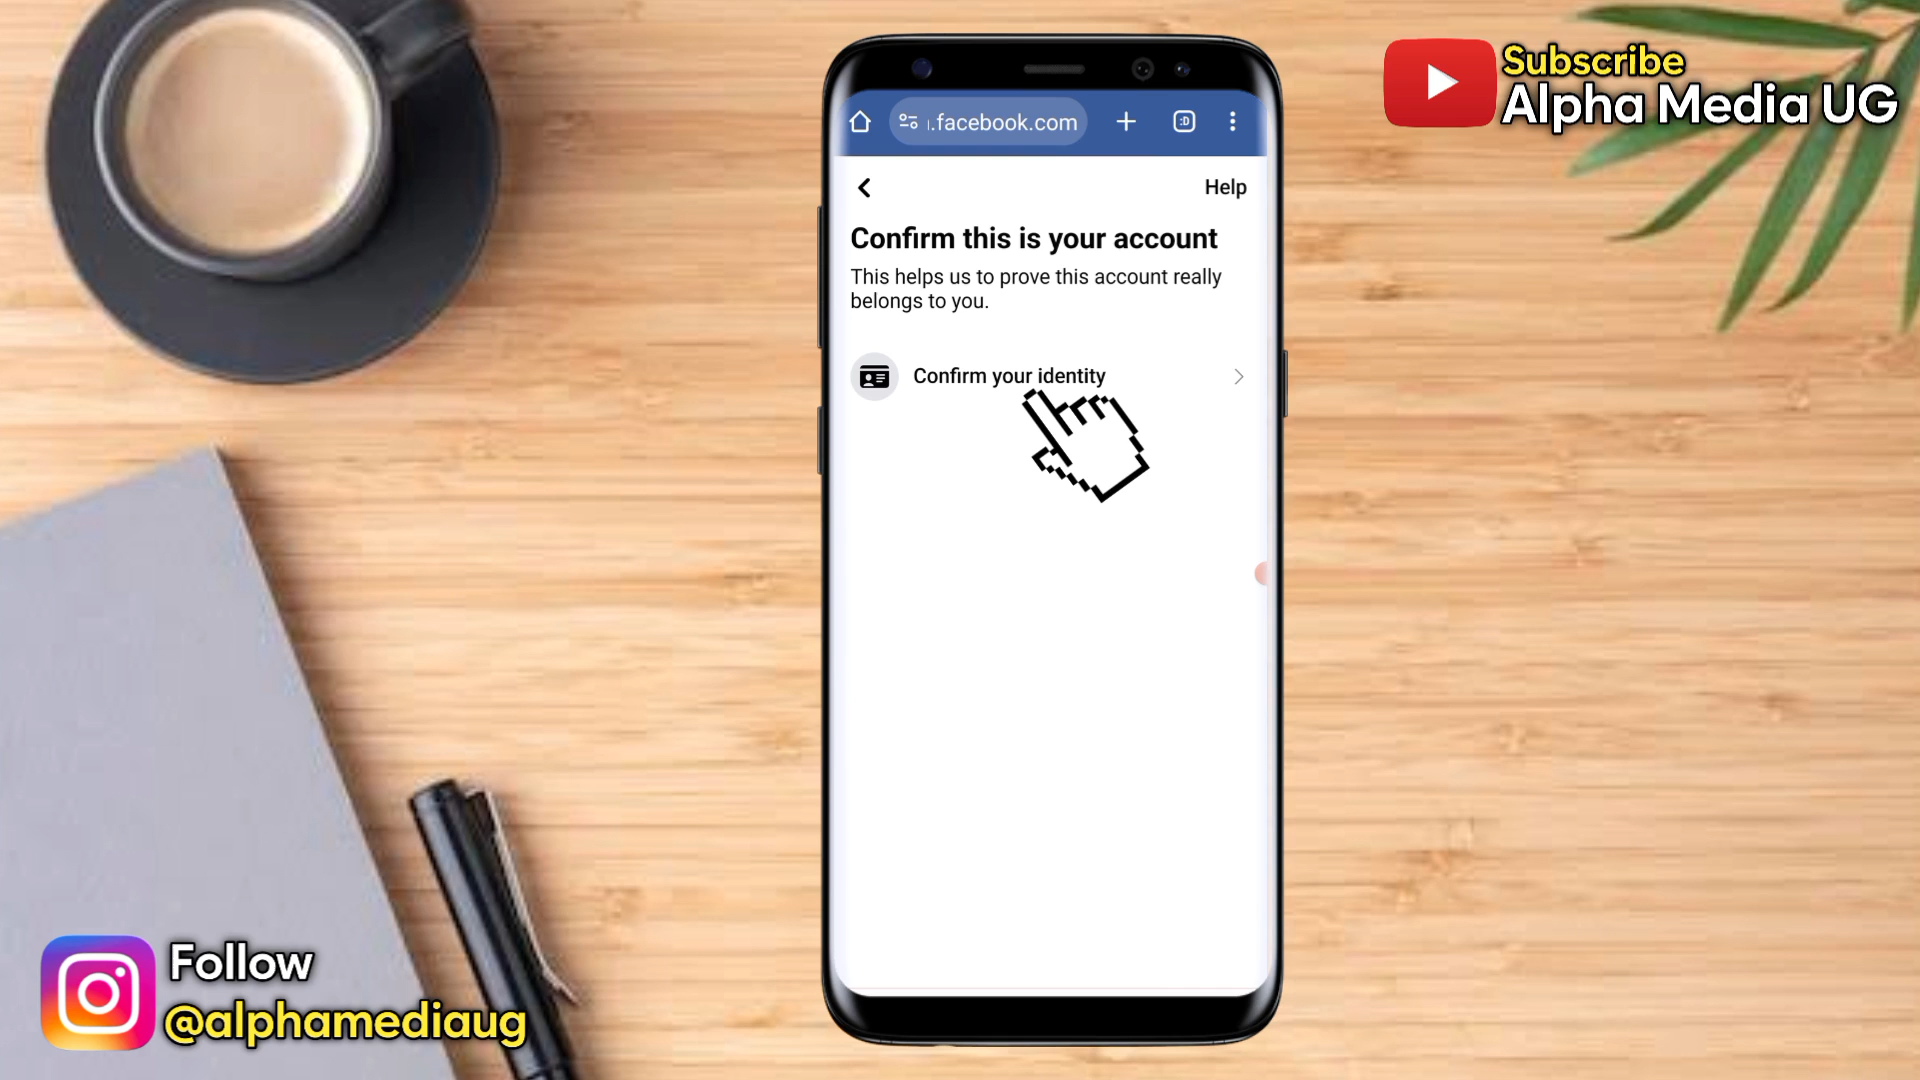 Subscribe
Alpha Media UG
.facebook.com
:D
Help
Confirm this is your account
This helps us to prove this account really
belongs to you.
Confirm your identity
Follow
@alphamediaug